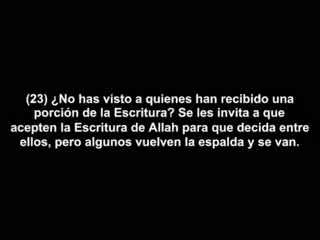 (23) ¿No has visto a quienes han recibido una
porción de la Escritura? Se les invita a que
acepten la Escritura de Allah para que decida entre
ellos, pero algunos vuelven la espalda y se van.